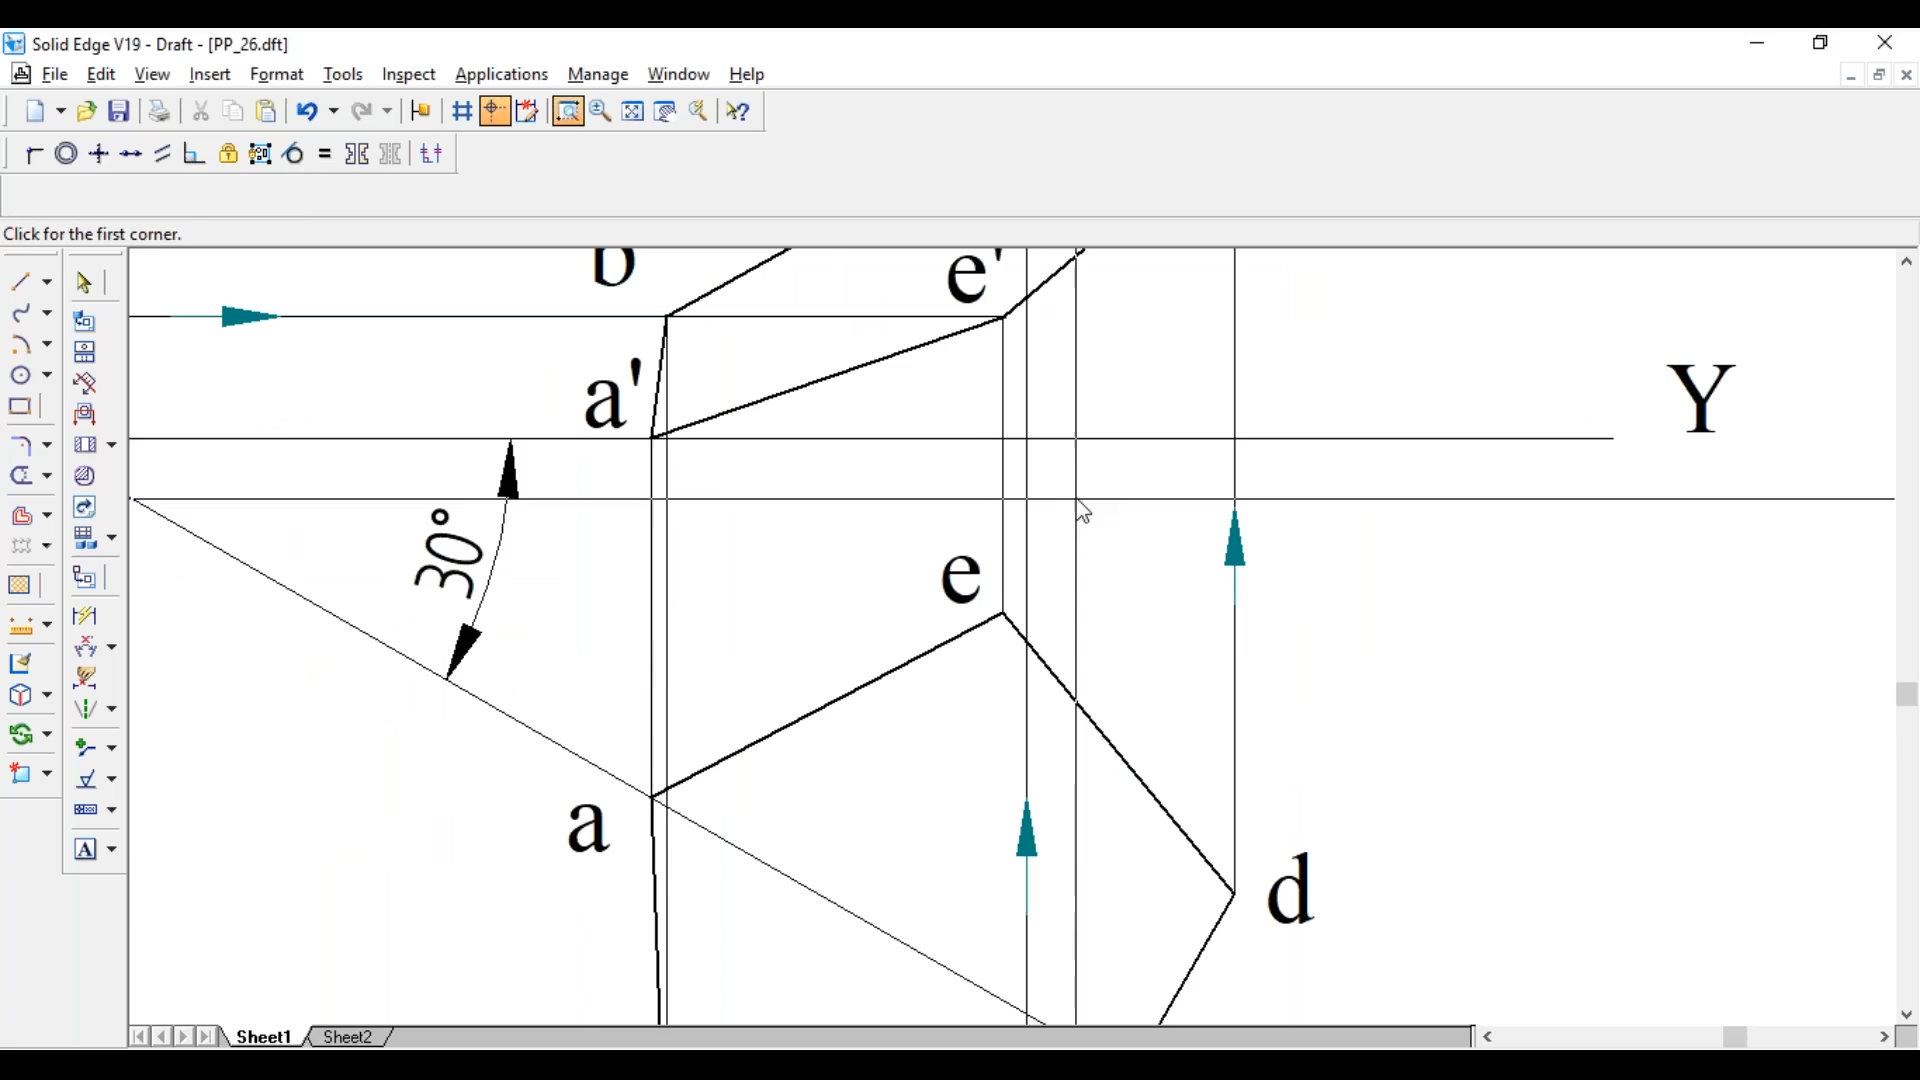 Solid Edge V19 - Draft - [PP_26.dft]
File Edit View Insert Format Tools Inspect Applications Manage Window Help
Click for the first corner.
b e'
a' Y
30°
e
a
d
A
Sheet1 Sheet2